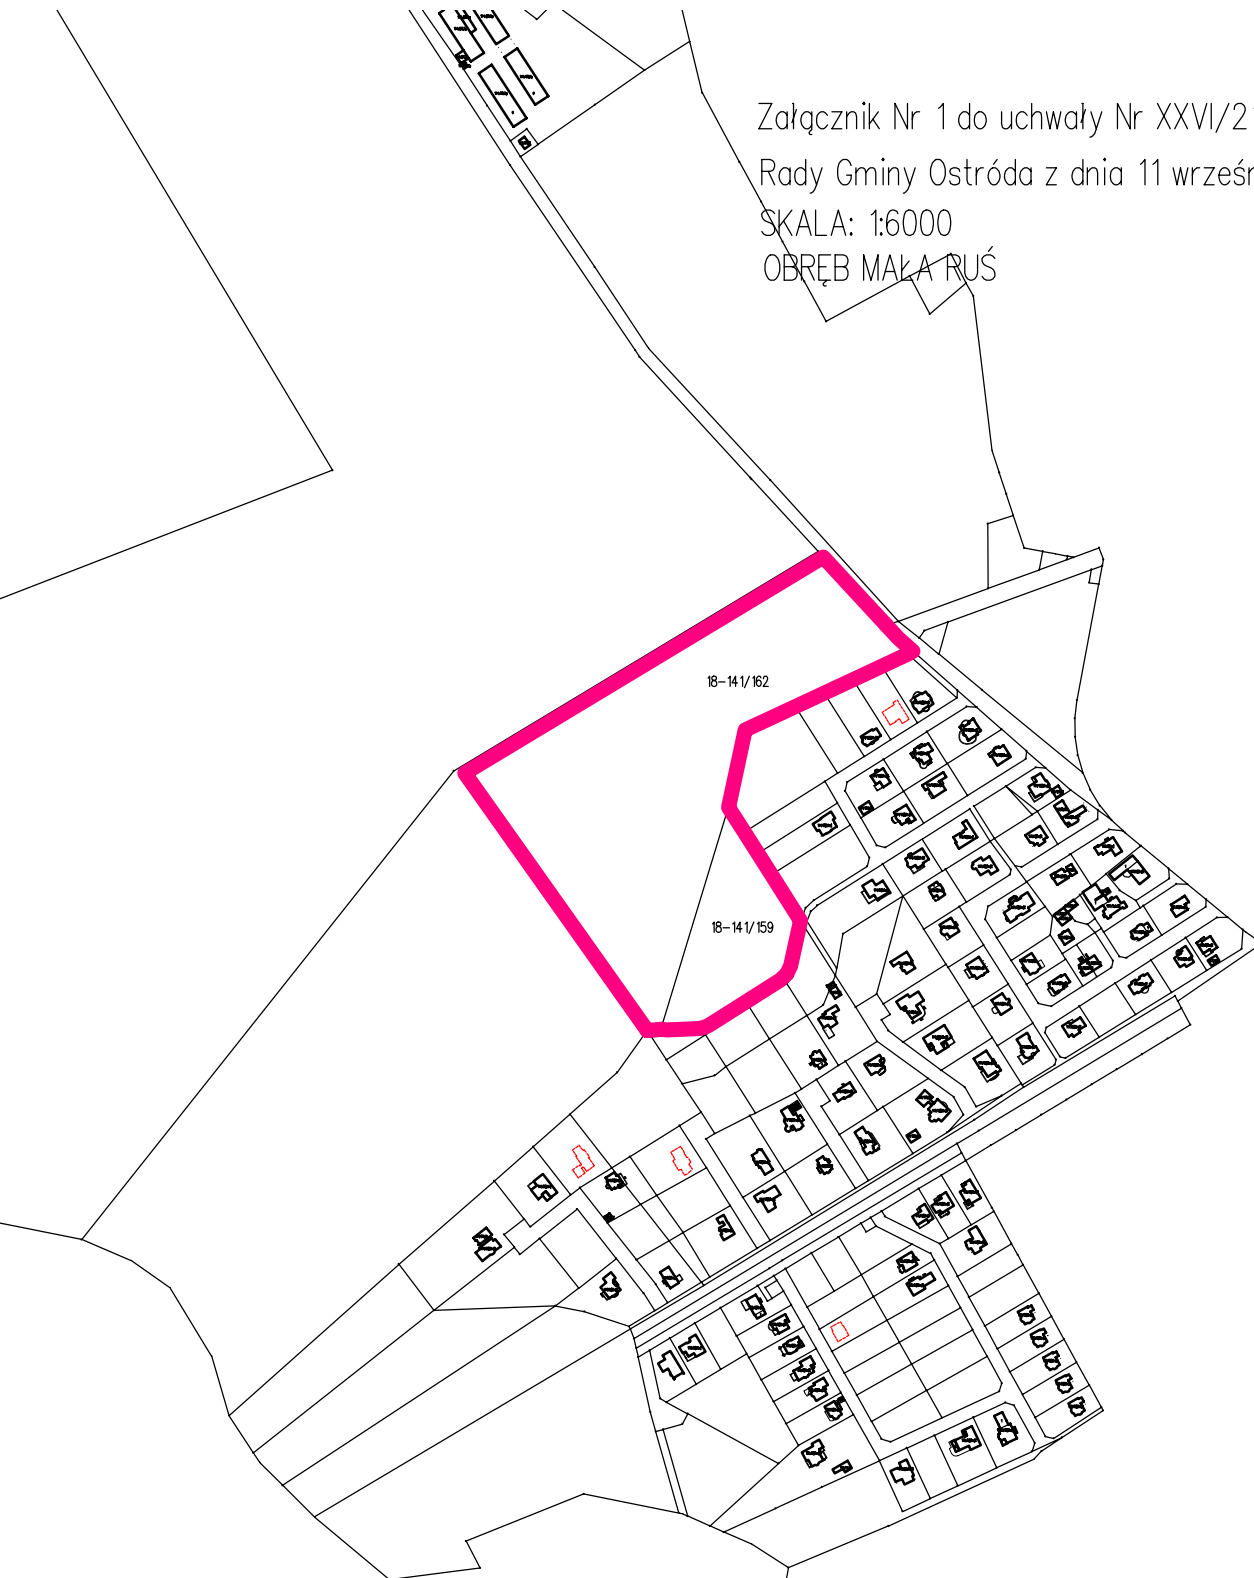 Załącznik Nr 1 do uchwały Nr XXVI/2
Rady Gminy Ostróda z dnia 11 wrześ
SKALA: 1:6000
OBRĘB MAŁA RUŚ
18-141/162
18-141/159